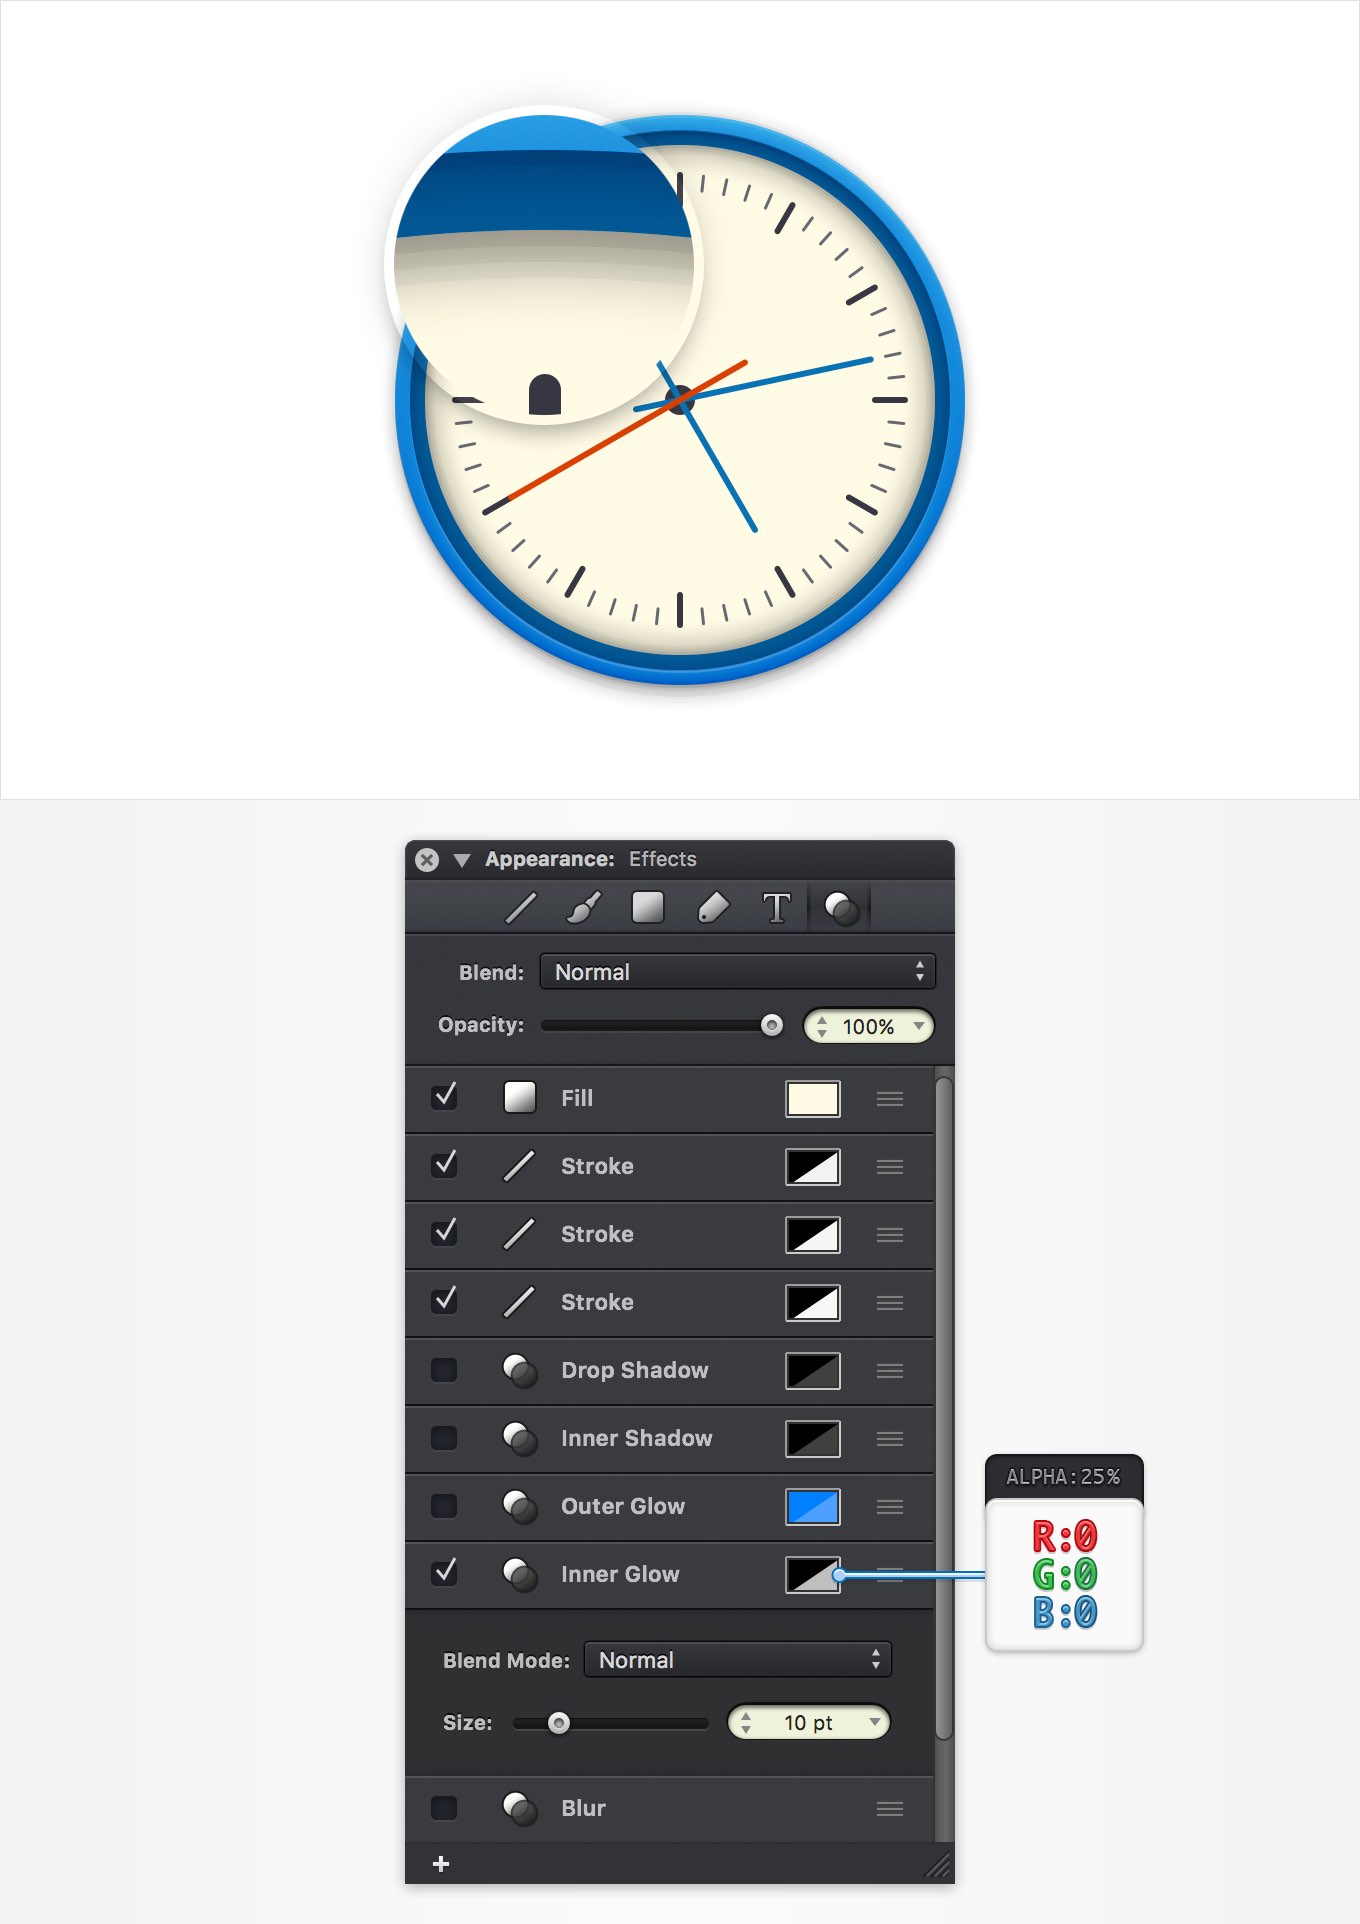 Appearance: Effects
T
Blend: Normal
Opacity: 100%
Fill
Stroke
Stroke
Stroke
Drop Shadow
Inner Shadow
Outer Glow
Inner Glow
ALPHA:25%
R:0
G:0
B:0
Blend Mode: Normal
Size: 10 pt
Blur